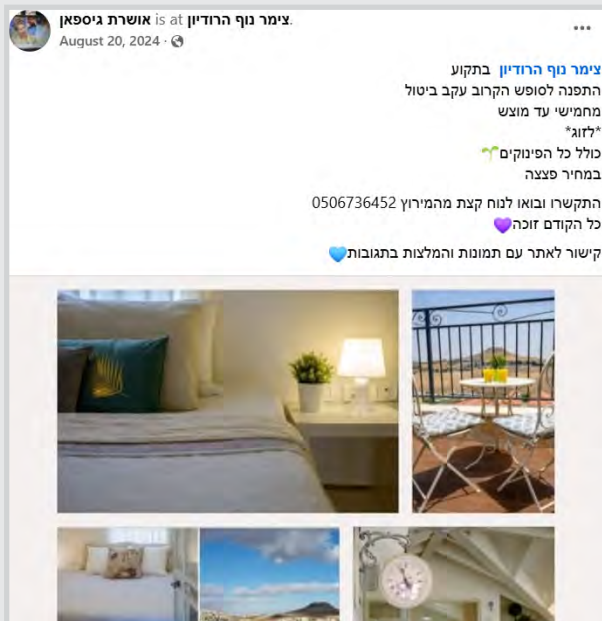 אושרת גיספאן is at צימר נוף הרודיון.
August 20, 2024
צימר נוף הרודיון בתקוע
התפנה לסופש הקרוב עקב ביטול
מחמישי עד מוצש
*לזוג*
כולל כל הפינוקים🌱
במחיר פצצה
התקשרו ובואו לנוח קצת מהמירוץ 0506736452
כל הקודם זוכה💜
קישור לאתר עם תמונות והמלצות בתגובות🩵